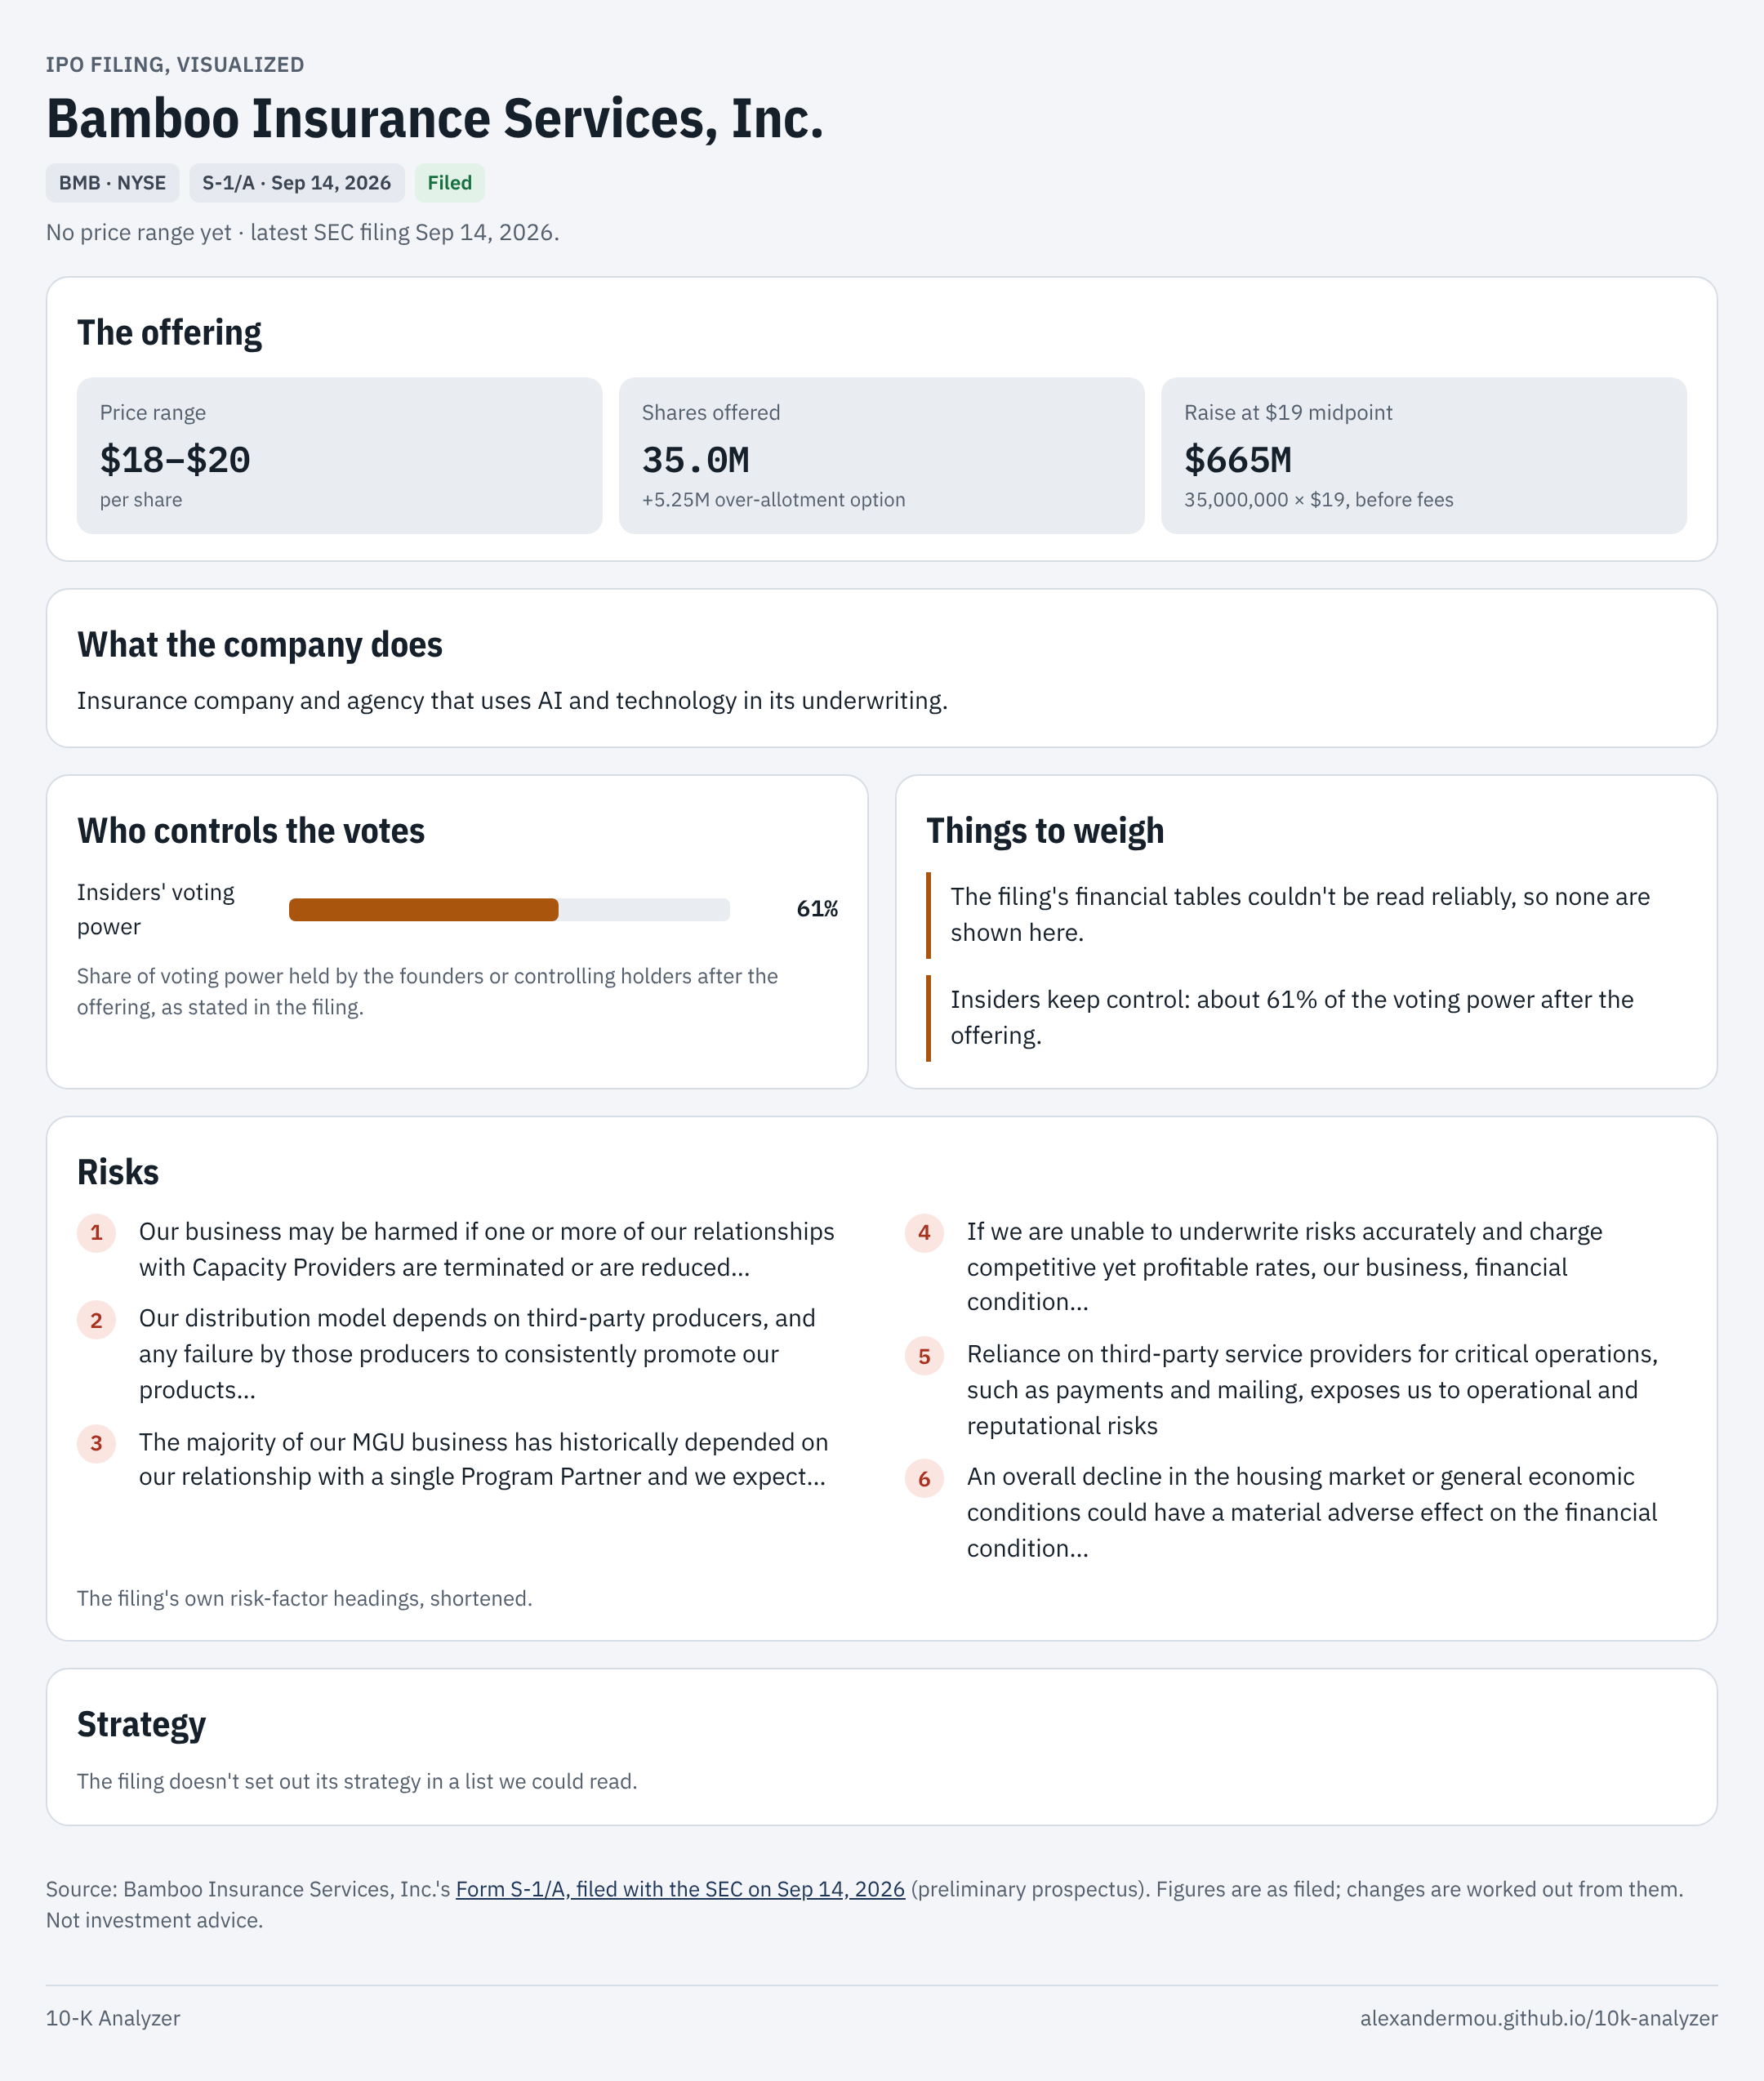 IPO FILING, VISUALIZED
Bamboo Insurance Services, Inc.
BMB · NYSE
S-1/A · Sep 14, 2026
Filed
No price range yet · latest SEC filing Sep 14, 2026.
The offering
Price range
$18–$20
per share
Shares offered
35.0M
+5.25M over-allotment option
Raise at $19 midpoint
$665M
35,000,000 × $19, before fees
What the company does
Insurance company and agency that uses AI and technology in its underwriting.
Who controls the votes
Insiders' voting
power
61%
Share of voting power held by the founders or controlling holders after the
offering, as stated in the filing.
Things to weigh
The filing's financial tables couldn't be read reliably, so none are
shown here.
Insiders keep control: about 61% of the voting power after the
offering.
Risks
1
Our business may be harmed if one or more of our relationships
with Capacity Providers are terminated or are reduced...
2
Our distribution model depends on third-party producers, and
any failure by those producers to consistently promote our
products...
3
The majority of our MGU business has historically depended on
our relationship with a single Program Partner and we expect...
4
If we are unable to underwrite risks accurately and charge
competitive yet profitable rates, our business, financial
condition...
5
Reliance on third-party service providers for critical operations,
such as payments and mailing, exposes us to operational and
reputational risks
6
An overall decline in the housing market or general economic
conditions could have a material adverse effect on the financial
condition...
The filing's own risk-factor headings, shortened.
Strategy
The filing doesn't set out its strategy in a list we could read.
Source: Bamboo Insurance Services, Inc.'s Form S-1/A, filed with the SEC on Sep 14, 2026 (preliminary prospectus). Figures are as filed; changes are worked out from them.
Not investment advice.
10-K Analyzer
alexandermou.github.io/10k-analyzer